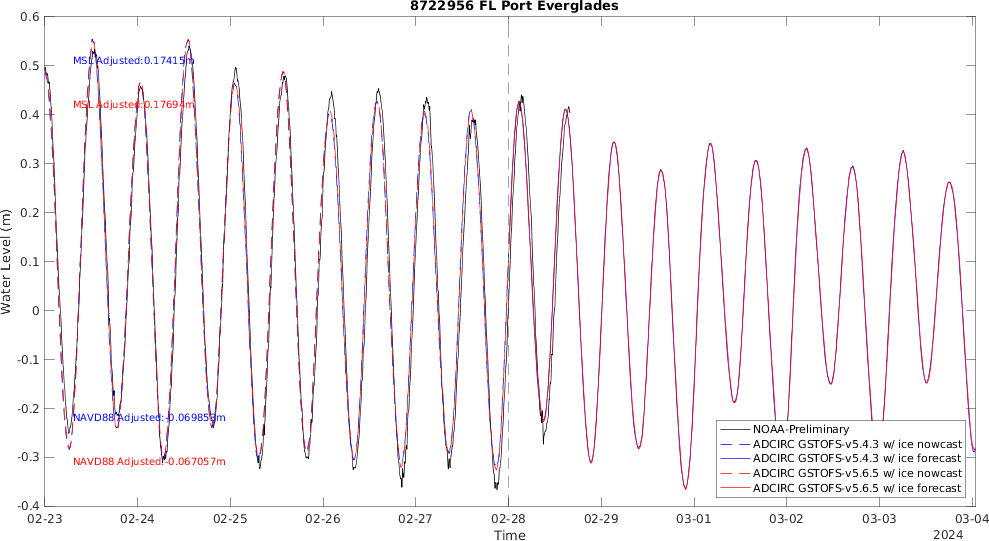 8722956 FL Port Everglades
0.6
0.5
0.4
0.3
0.2
0.1
0
-0.1
-0.2
-0.3
-0.4
Water Level (m)
MSL Adjusted:0.17415m
MSL Adjusted:0.17694m
NAVD88 Adjusted:-0.069853m
NAVD88 Adjusted:-0.067057m
NOAA-Preliminary
ADCIRC GSTOFS-v5.4.3 w/ ice nowcast
ADCIRC GSTOFS-v5.4.3 w/ ice forecast
ADCIRC GSTOFS-v5.6.5 w/ ice nowcast
ADCIRC GSTOFS-v5.6.5 w/ ice forecast
02-23 02-24 02-25 02-26 02-27 02-28 02-29 03-01 03-02 03-03 03-04
Time
2024